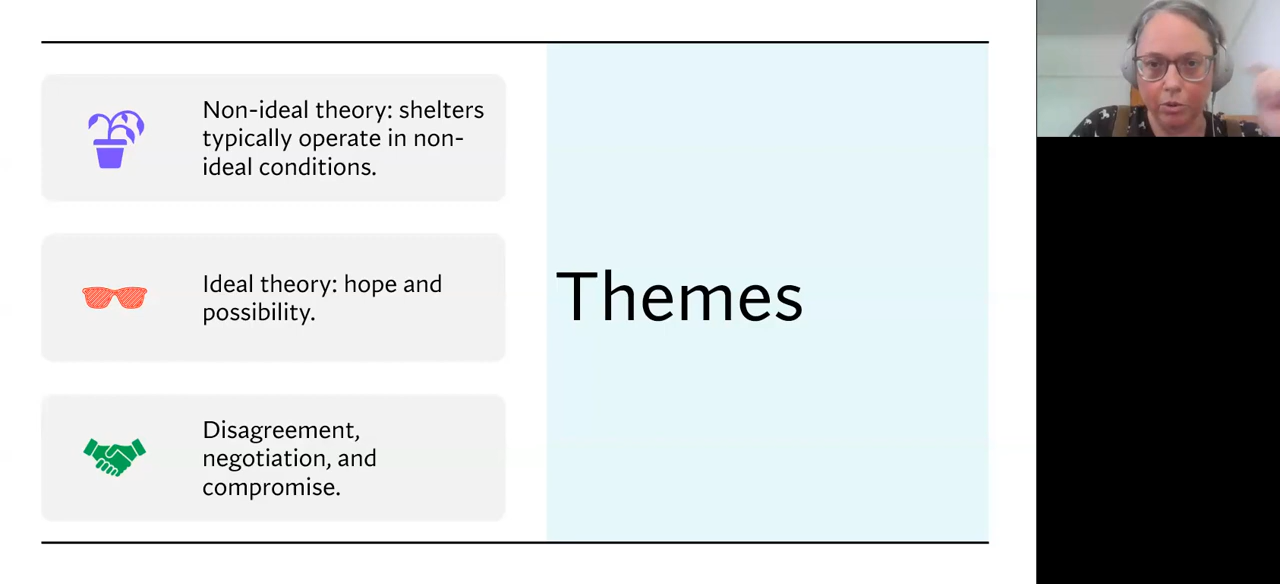 Non-ideal theory: shelters
typically operate in non-
ideal conditions.
Ideal theory: hope and
possibility.
Disagreement,
negotiation, and
compromise.
Themes